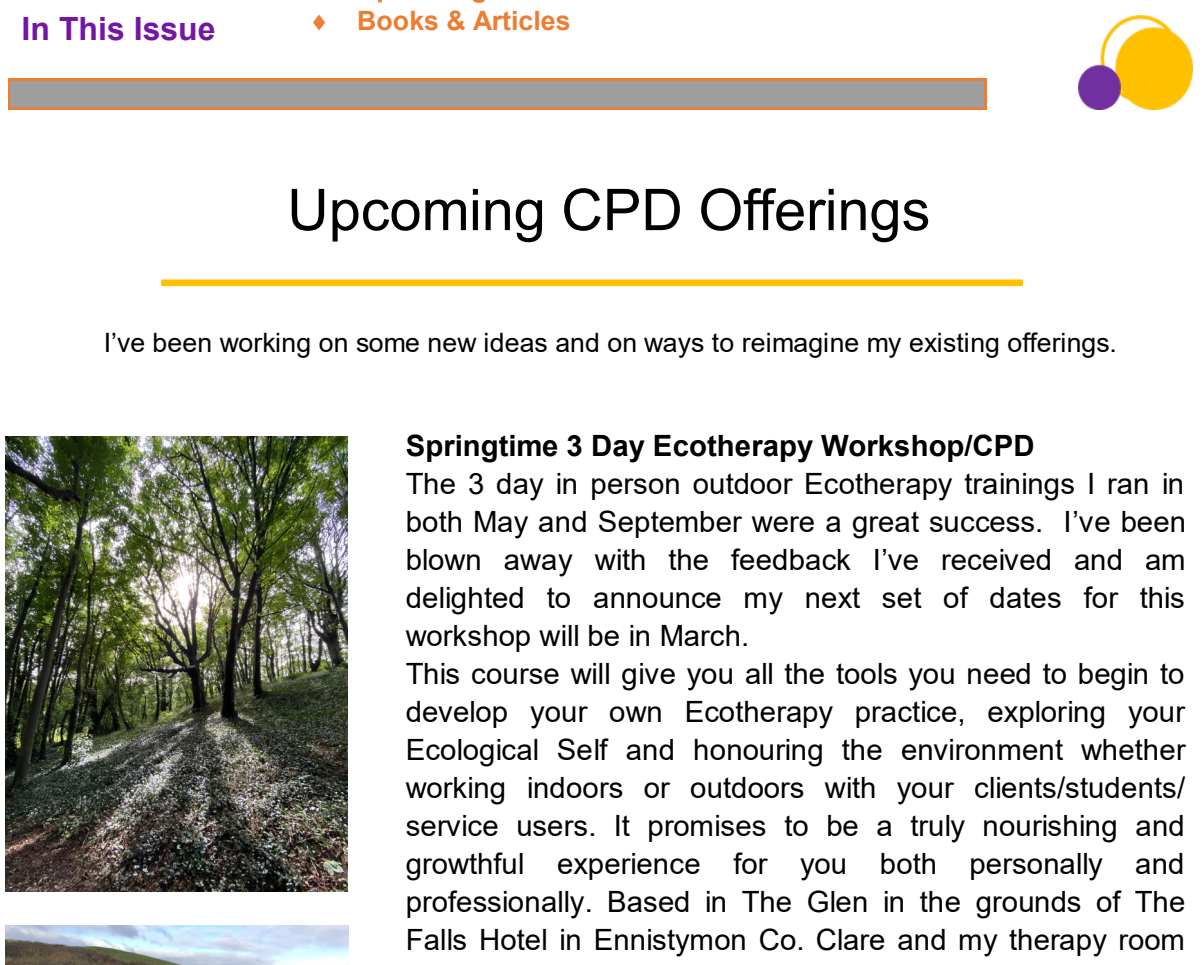 In This Issue
Books & Articles
Upcoming CPD Offerings
I’ve been working on some new ideas and on ways to reimagine my existing offerings.
Springtime 3 Day Ecotherapy Workshop/CPD
The 3 day in person outdoor Ecotherapy trainings I ran in
both May and September were a great success.  I’ve been
blown away with the feedback I’ve received and am
delighted to announce my next set of dates for this
workshop will be in March.
This course will give you all the tools you need to begin to
develop your own Ecotherapy practice, exploring your
Ecological Self and honouring the environment whether
working indoors or outdoors with your clients/students/
service users. It promises to be a truly nourishing and
growthful experience for you both personally and
professionally. Based in The Glen in the grounds of The
Falls Hotel in Ennistymon Co. Clare and my therapy room